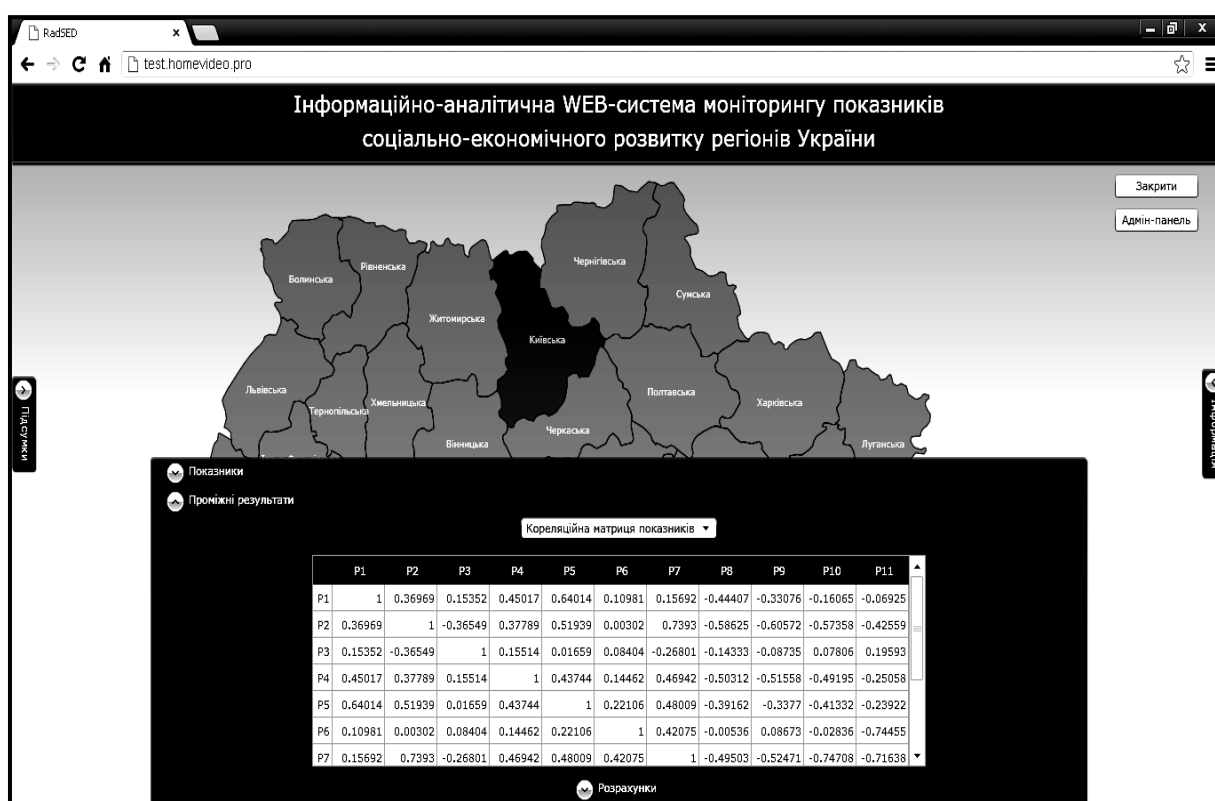 RadSED
test.homevideo.pro
Інформаційно-аналітична WEB-система моніторингу показників
соціально-економічного розвитку регіонів України
Закрити
Адмін-панель
Чернігівська
Рівненська
Волинська
Сумська
Житомирська
Київська
Львівська
Полтавська
Хмельницька
Харківська
Тернопільська
Черкаська
Вінницька
Луганська
Підсумки
Показники
Проміжні результати
Кореляційна матриця показників
P1 P2 P3 P4 P5 P6 P7 P8 P9 P10 P11
P1 1 0.36969 0.15352 0.45017 0.64014 0.10981 0.15692 -0.44407 -0.33076 -0.16065 -0.06925
P2 0.36969 1 -0.36549 0.37789 0.51939 0.00302 0.7393 -0.58625 -0.60572 -0.57358 -0.42559
P3 0.15352 -0.36549 1 0.15514 0.01659 0.08404 -0.26801 -0.14333 -0.08735 0.07806 0.19593
P4 0.45017 0.37789 0.15514 1 0.43744 0.14462 0.46942 -0.50312 -0.51558 -0.49195 -0.25058
P5 0.64014 0.51939 0.01659 0.43744 1 0.22106 0.48009 -0.39162 -0.3377 -0.41332 -0.23922
P6 0.10981 0.00302 0.08404 0.14462 0.22106 1 0.42075 -0.00536 0.08673 -0.02836 -0.74455
P7 0.15692 0.7393 -0.26801 0.46942 0.48009 0.42075 1 -0.49503 -0.52471 -0.74708 -0.71638
Розрахунки